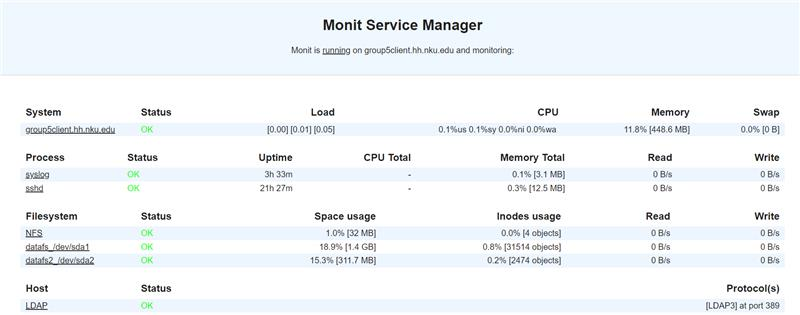 Monit Service Manager
Monit is running on group5client.hh.nku.edu and monitoring:
System Status Load CPU Memory Swap
group5client.hh.nku.edu OK [0.00] [0.01] [0.05] 0.1%us 0.1%sy 0.0%ni 0.0%wa 11.8% [448.6 MB] 0.0% [0 B]
Process Status Uptime CPU Total Memory Total Read Write
syslog OK 3h 33m - 0.1% [3.1 MB] 0 B/s 0 B/s
sshd OK 21h 27m - 0.3% [12.5 MB] 0 B/s 0 B/s
Filesystem Status Space usage Inodes usage Read Write
NFS OK 1.0% [32 MB] 0.0% [4 objects] 0 B/s 0 B/s
datafs_/dev/sda1 OK 18.9% [1.4 GB] 0.8% [31514 objects] 0 B/s 0 B/s
datafs2_/dev/sda2 OK 15.3% [311.7 MB] 0.2% [2474 objects] 0 B/s 0 B/s
Host Status Protocol(s)
LDAP OK [LDAP3] at port 389